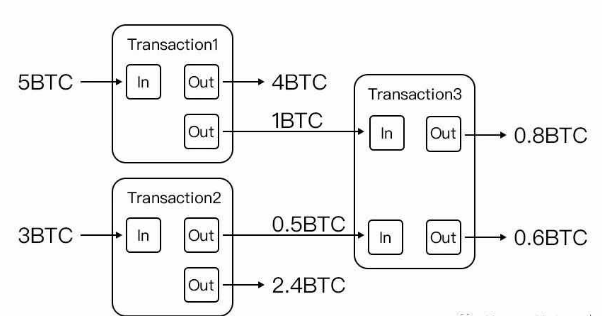 Transaction1
5BTC
In
Out
4BTC
Out
1BTC
Transaction2
3BTC
In
Out
0.5BTC
Out
2.4BTC
Transaction3
In
Out
0.8BTC
In
Out
0.6BTC